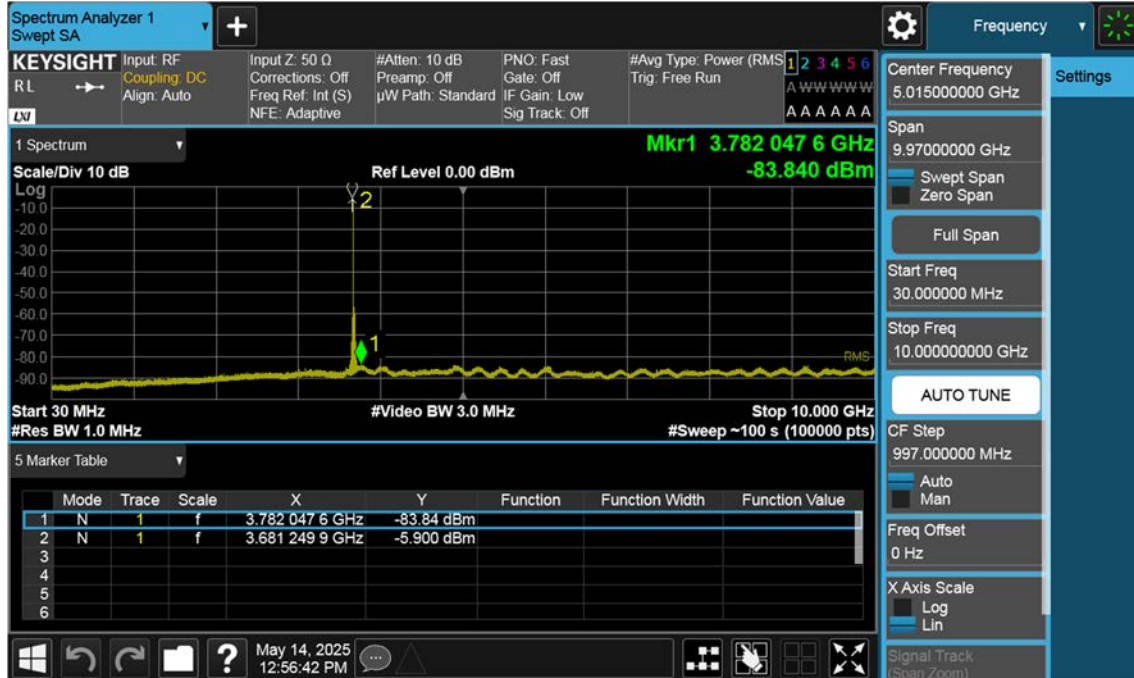 Spectrum Analyzer 1
Swept SA
+
Frequency
KEYSIGHT
RL
LXI
Input: RF
Coupling: DC
Align: Auto
Input Z: 50 Ω
Corrections: Off
Freq Ref: Int (S)
NFE: Adaptive
#Atten: 10 dB
Preamp: Off
µW Path: Standard
PNO: Fast
Gate: Off
IF Gain: Low
Sig Track: Off
#Avg Type: Power (RMS
Trig: Free Run
1 2 3 4 5 6
A W W W W W
A A A A A A
1 Spectrum
Scale/Div 10 dB
Ref Level 0.00 dBm
Mkr1 3.782 047 6 GHz
-83.840 dBm
Log
-10.0
-20.0
-30.0
-40.0
-60.0
-70.0
-80.0
-90.0
2
1
RMS
Start 30 MHz
#Video BW 3.0 MHz
Stop 10.000 GHz
#Res BW 1.0 MHz
#Sweep ~100 s (100000 pts)
5 Marker Table
Mode Trace Scale X Y Function Function Width Function Value
1 N 1 f 3.782 047 6 GHz -83.84 dBm
2 N 1 f 3.681 249 9 GHz -5.900 dBm
3
4
5
6
?
May 14, 2025
12:56:42 PM
Center Frequency
5.015000000 GHz
Settings
Span
9.97000000 GHz
Swept Span
Zero Span
Full Span
Start Freq
30.000000 MHz
Stop Freq
10.000000000 GHz
AUTO TUNE
CF Step
997.000000 MHz
Auto
Man
Freq Offset
0 Hz
X Axis Scale
Log
Lin
Signal Track
(Span Zoom)